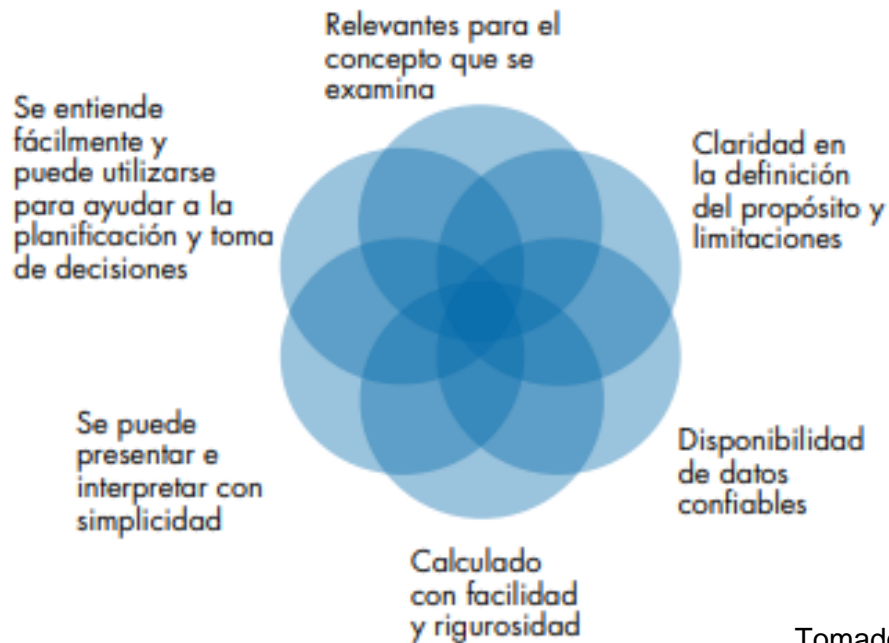 Relevantes para el
concepto que se
examina
Claridad en
la definición
del propósito y
limitaciones
Disponibilidad
de datos
confiables
Calculado
con facilidad
y rigurosidad
Se puede
presentar e
interpretar con
simplicidad
Se entiende
fácilmente y
puede utilizarse
para ayudar a la
planificación y toma
de decisiones